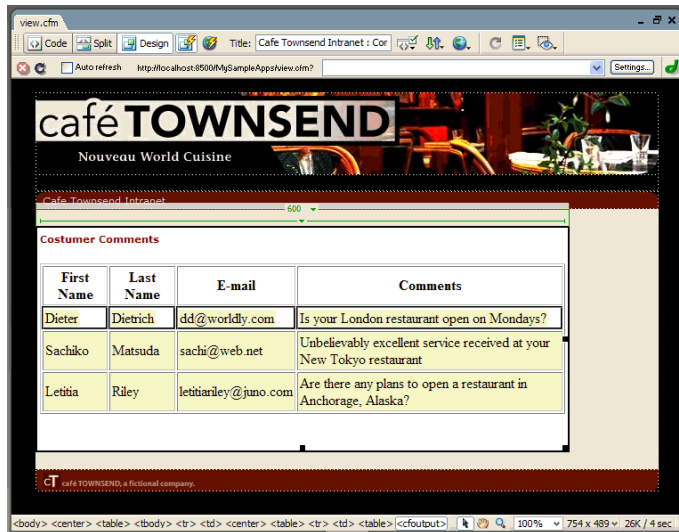 view.cfm
Code Split Design Title: Cafe Townsend Intranet : Cor
Auto refresh http://localhost:8500/MySampleApps/view.cfm? Settings...
café TOWNSEND
Nouveau World Cuisine
Cafe Townsend Intranet
600
Costumer Comments
First Name Last Name E-mail Comments
Dieter Dietrich dd@worldly.com Is your London restaurant open on Mondays?
Sachiko Matsuda sachi@web.net Unbelievably excellent service received at your
New Tokyo restaurant
Letitia Riley letitiariley@juno.com Are there any plans to open a restaurant in
Anchorage, Alaska?
cT café TOWNSEND, a fictional company.
<body> <center> <table> <tbody> <tr> <td> <center> <table> <tr> <td> <table> <cfoutput> 100% 754 x 489 26K / 4 sec